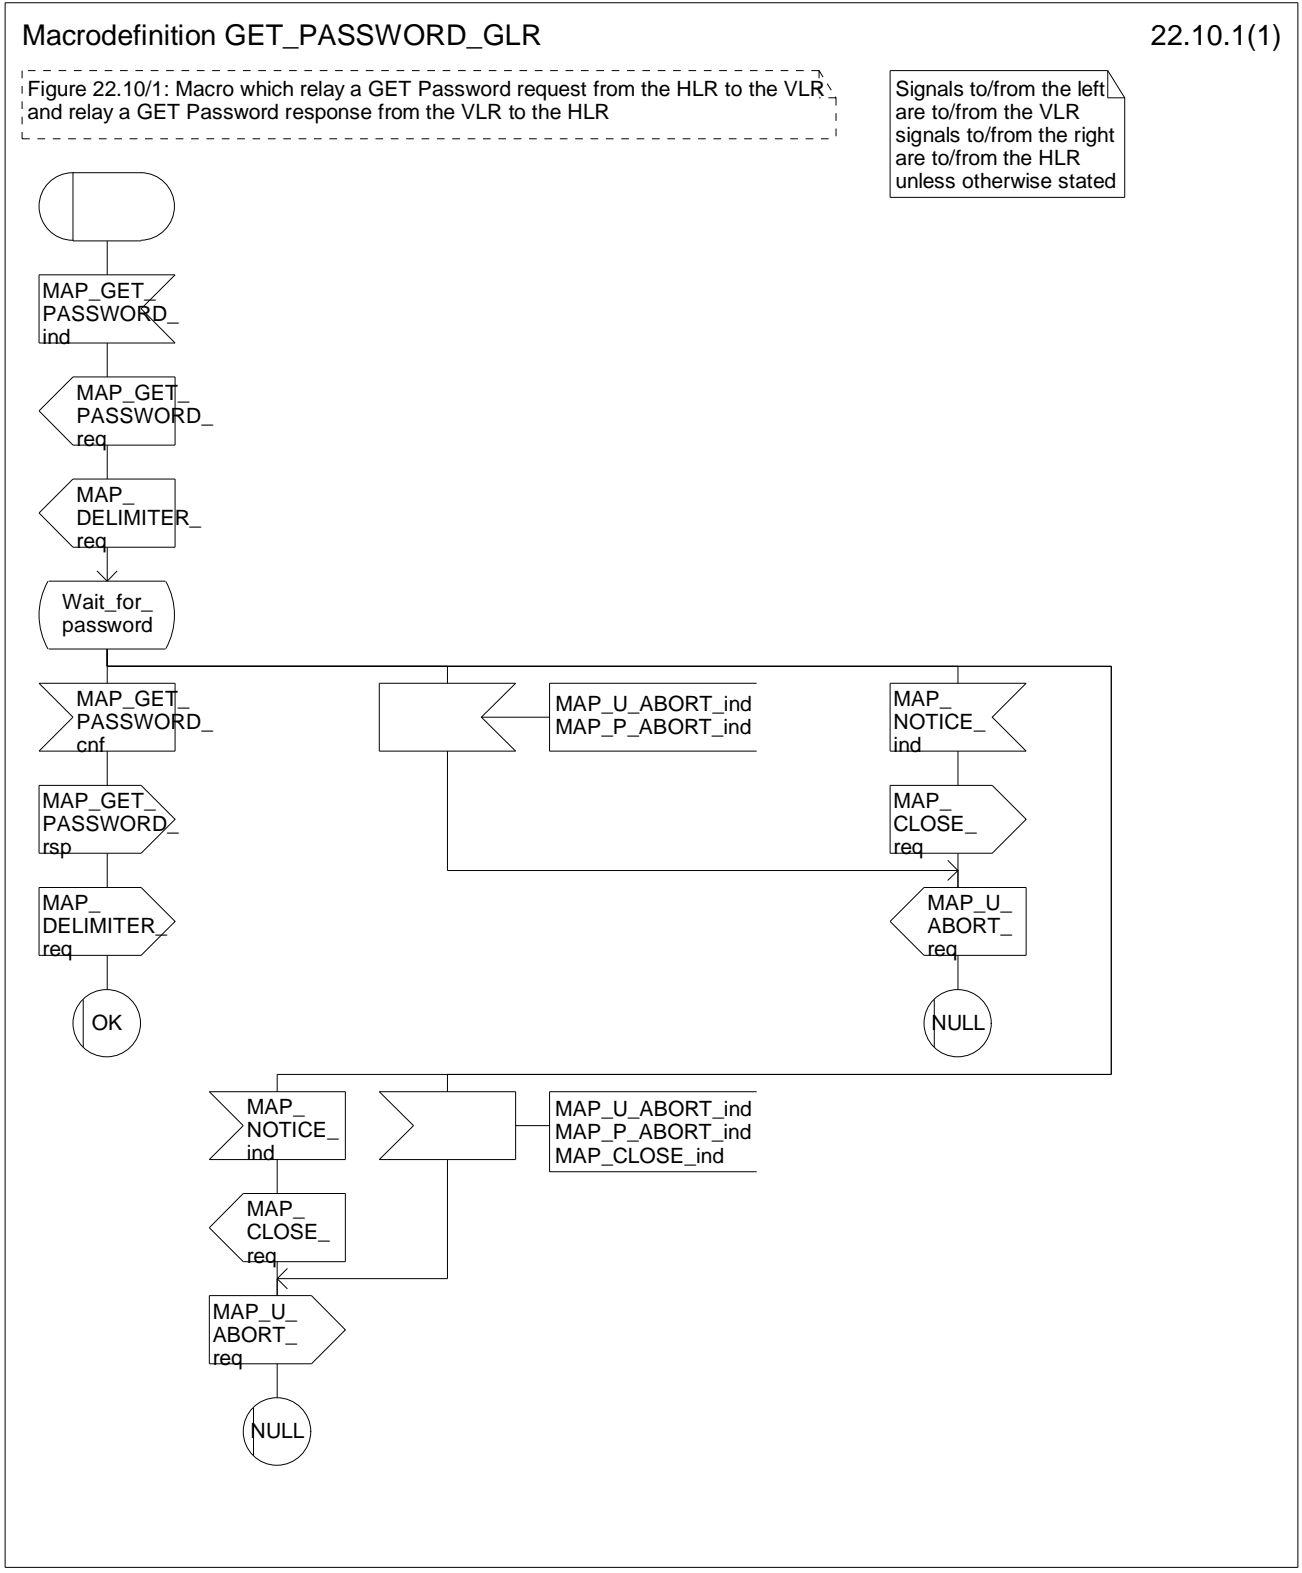 Macrodefinition GET_PASSWORD_GLR
22.10.1(1)
Figure 22.10/1: Macro which relay a GET Password request from the HLR to the VLR
and relay a GET Password response from the VLR to the HLR
Signals to/from the left
are to/from the VLR
signals to/from the right
are to/from the HLR
unless otherwise stated
MAP_GET_
PASSWORD_
ind
MAP_GET_
PASSWORD_
req
MAP_
DELIMITER_
req
Wait_for_
password
MAP_GET_
PASSWORD_
cnf
MAP_U_ABORT_ind
MAP_P_ABORT_ind
MAP_
NOTICE_
ind
MAP_GET_
PASSWORD_
rsp
MAP_
CLOSE_
req
MAP_
DELIMITER_
req
MAP_U_
ABORT_
req
OK
NULL
MAP_
NOTICE_
ind
MAP_U_ABORT_ind
MAP_P_ABORT_ind
MAP_CLOSE_ind
MAP_
CLOSE_
req
MAP_U_
ABORT_
req
NULL